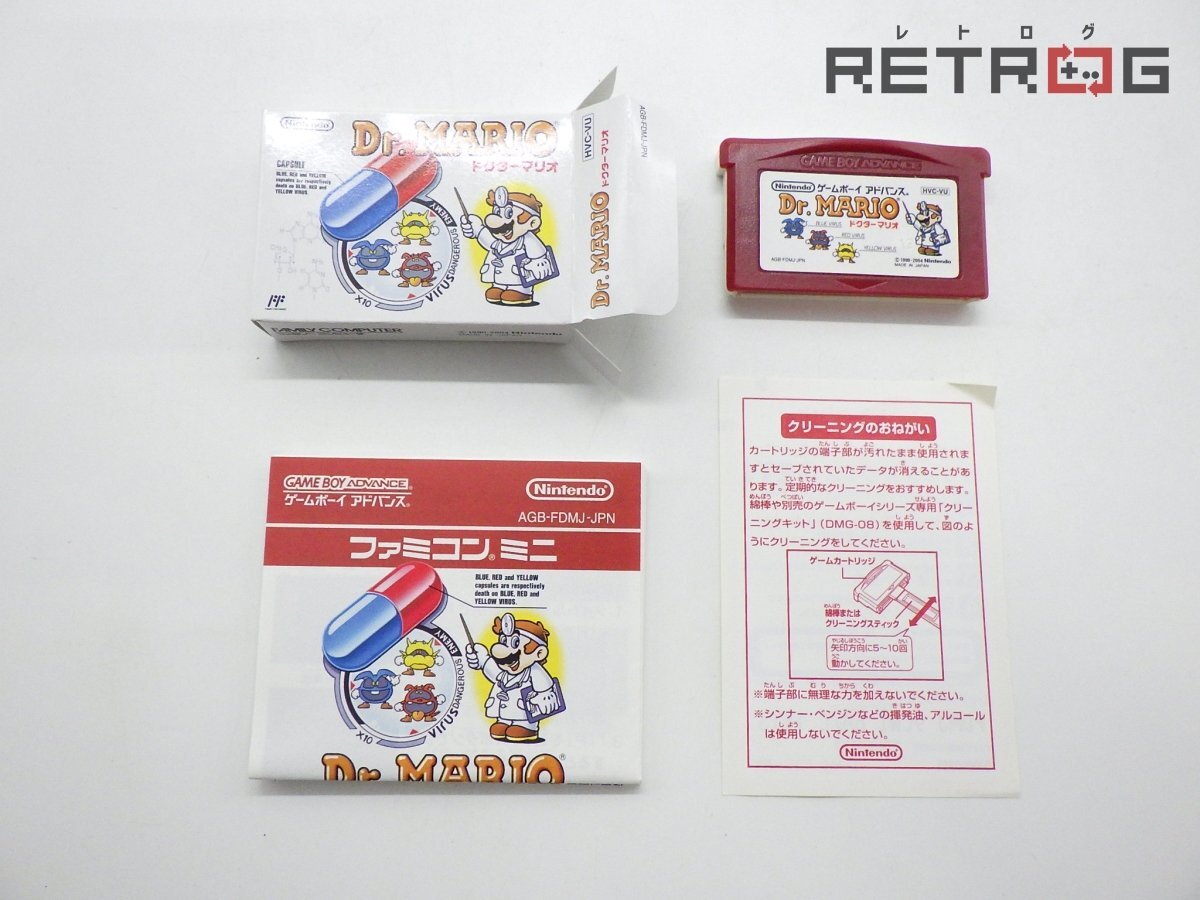 レトログ
RETROG
Nintendo
Dr. MARIO
ドクターマリオ
CAPSULE
BLUE, RED and YELLOW
capsules are respectively
death on BLUE, RED and
YELLOW VIRUS.
ENEMY
DANGEROUS
VIRUS
X10
FF
FAMILY COMPUTER
© 1990-2004 Nintendo
HVC-VU
Dr. MARIO
ドクターマリオ
AGB-FDMJ-JPN
GAME BOY ADVANCE
Nintendo ゲームボーイ アドバンス
HVC-VU
Dr. MARIO
ドクターマリオ
BLUE VIRUS
RED VIRUS
YELLOW VIRUS
AGB-FDMJ-JPN
© 1990-2004 Nintendo
MADE IN JAPAN
GAME BOY ADVANCE
ゲームボーイ アドバンス
Nintendo
AGB-FDMJ-JPN
ファミコン ミニ
BLUE, RED and YELLOW
capsules are respectively
death on BLUE, RED and
YELLOW VIRUS.
ENEMY
DANGEROUS
VIRUS
X10
Dr. MARIO
クリーニングのおねがい
カートリッジの端子部が汚れたまま使用されま
すとセーブされていたデータが消えることがあ
ります。定期的なクリーニングをおすすめします。
綿棒や別売のゲームボーイシリーズ専用「クリー
ニングキット」(DMG-08)を使用して、図のよ
うにクリーニングをしてください。
ゲームカートリッジ
綿棒または
クリーニングスティック
矢印方向に5〜10回
動かしてください。
※端子部に無理な力を加えないでください。
※シンナー・ベンジンなどの揮発油、アルコール
は使用しないでください。
Nintendo